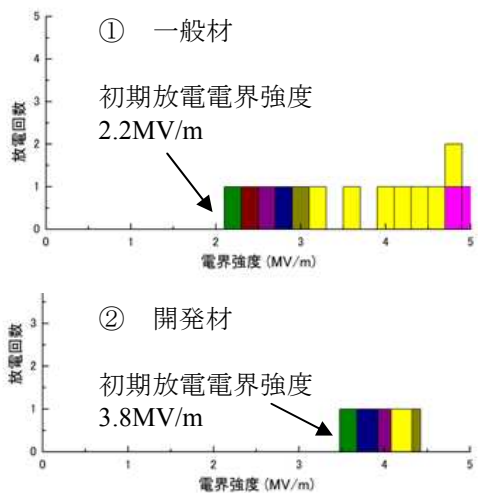 ① 一般材
初期放電電界強度
2.2MV/m
放電回数
5
4
3
2
1
0
0 1 2 3 4 5
電界強度 (MV/m)
② 開発材
初期放電電界強度
3.8MV/m
放電回数
3
2
1
0
0 1 2 3 4 5
電界強度 (MV/m)